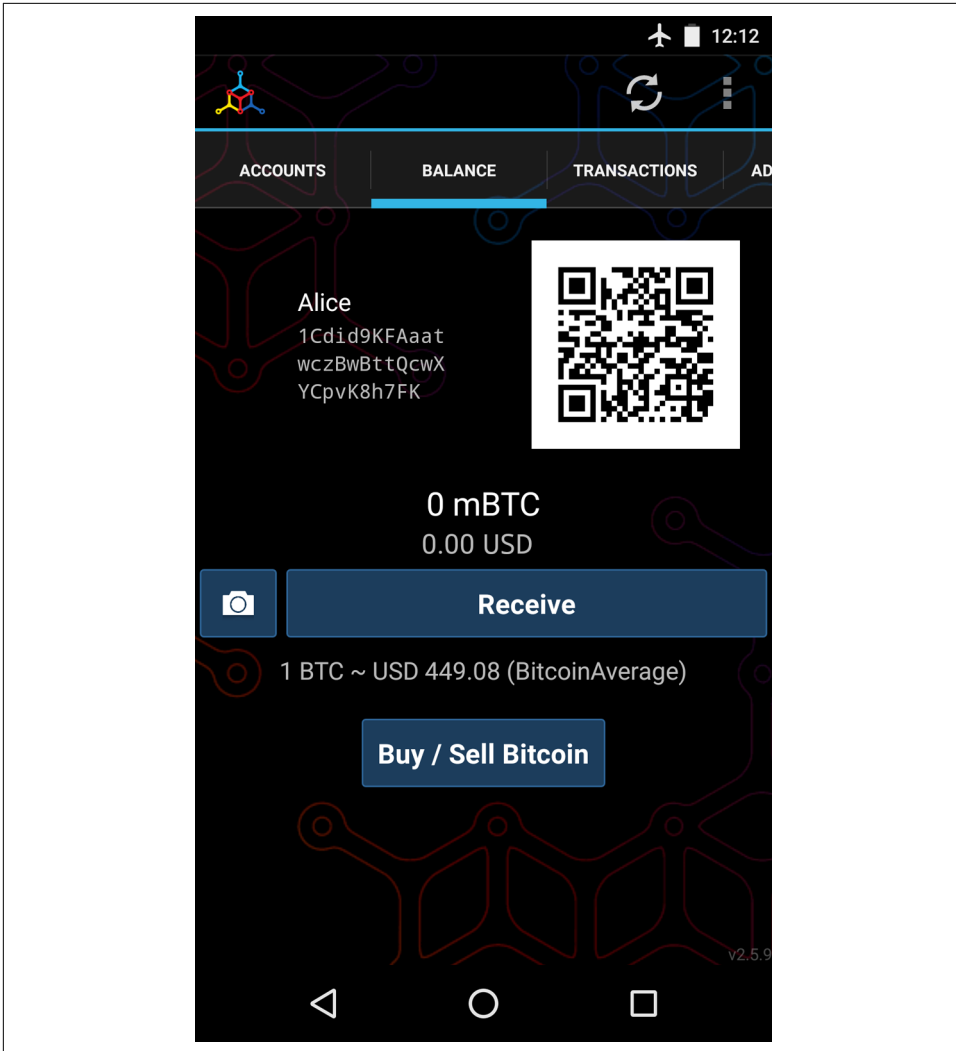 12:12
ACCOUNTS
BALANCE
TRANSACTIONS
AD
Alice
1Cdid9KFAaat
wczBwBttQcwX
YCpvK8h7FK
0 mBTC
0.00 USD
Receive
1 BTC ~ USD 449.08 (BitcoinAverage)
Buy / Sell Bitcoin
v2.5.9